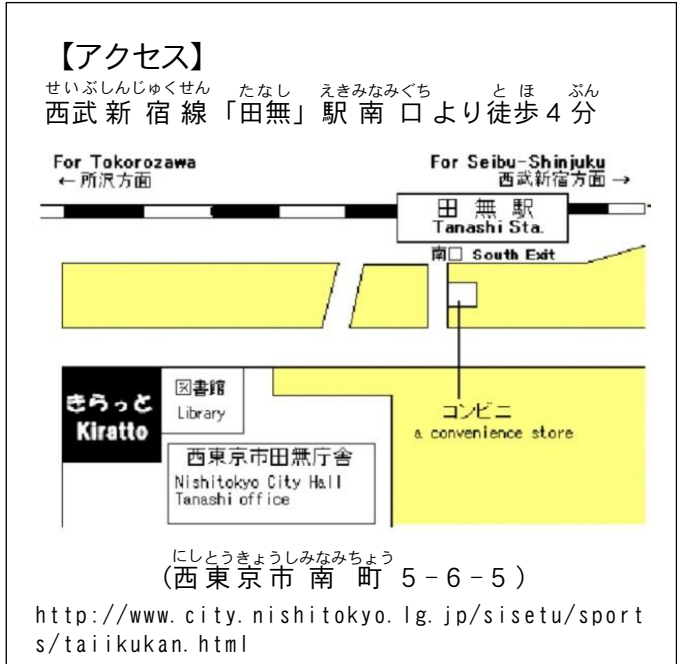 【アクセス】
せいぶしんじゅくせん たなし えきみなみぐち とほ ぷん
西武新宿線「田無」駅南口より徒歩4分
For Tokorozawa
←所沢方面
For Seibu-Shinjuku
西武新宿方面→
田無駅
Tanashi Sta.
南口 South Exit
きらっと
Kiratto
図書館
Library
コンビニ
a convenience store
西東京市田無庁舎
Nishitokyo City Hall
Tanashi office
にしとうきょうしみなみちょう
(西東京市南町 5-6-5)
http://www.city.nishitokyo.lg.jp/sisetu/sport
s/taiikukan.html